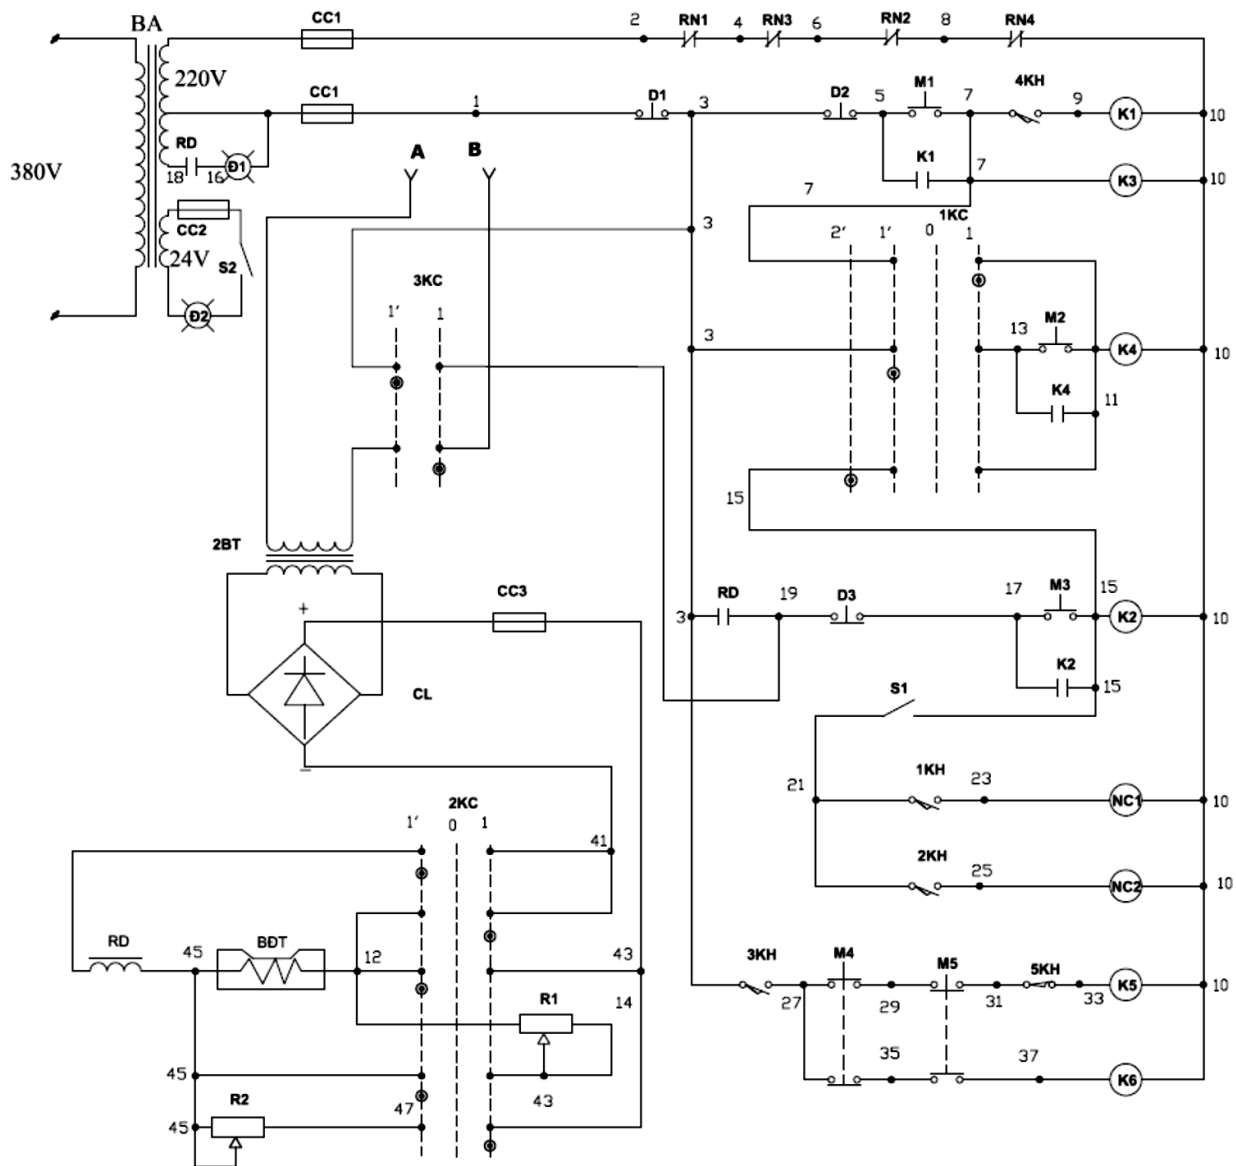 BA CC1 2 RN1 4 RN3 6 RN2 8 RN4
220V CC1 1 D1 3 D2 5 M1 7 4KH 9 K1 10
RD 18 16 Đ1 A B K1 7 K3 10
380V
7
CC2 3 2' 1' 0 1 1KC
24V S2
3KC
Đ2 1' 1 3 13 M2 K4 10
K4 11
15
2BT
CC3 RD 19 D3 17 M3 15
+ 3 K2 10
K2
CL S1 15
–
21 1KH 23 NC1 10
2KC
1' 0 1 41
2KH 25 NC2 10
RD 45 BĐT 12 43 3KH M4 M5 5KH
27 29 31 33 K5 10
R1 14
35 37
45 43 K6
R2 47
45